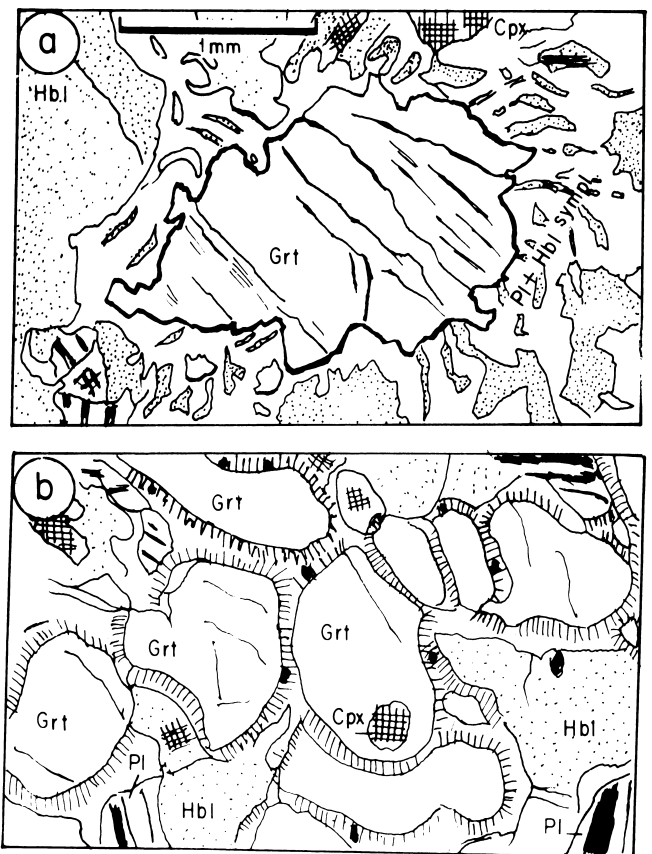 a
1mm
Cpx
Hbl
Grt
Pl + Hbl sympl.
b
Grt
Grt
Grt
Cpx
Grt
Pl
Hbl
Hbl
Pl